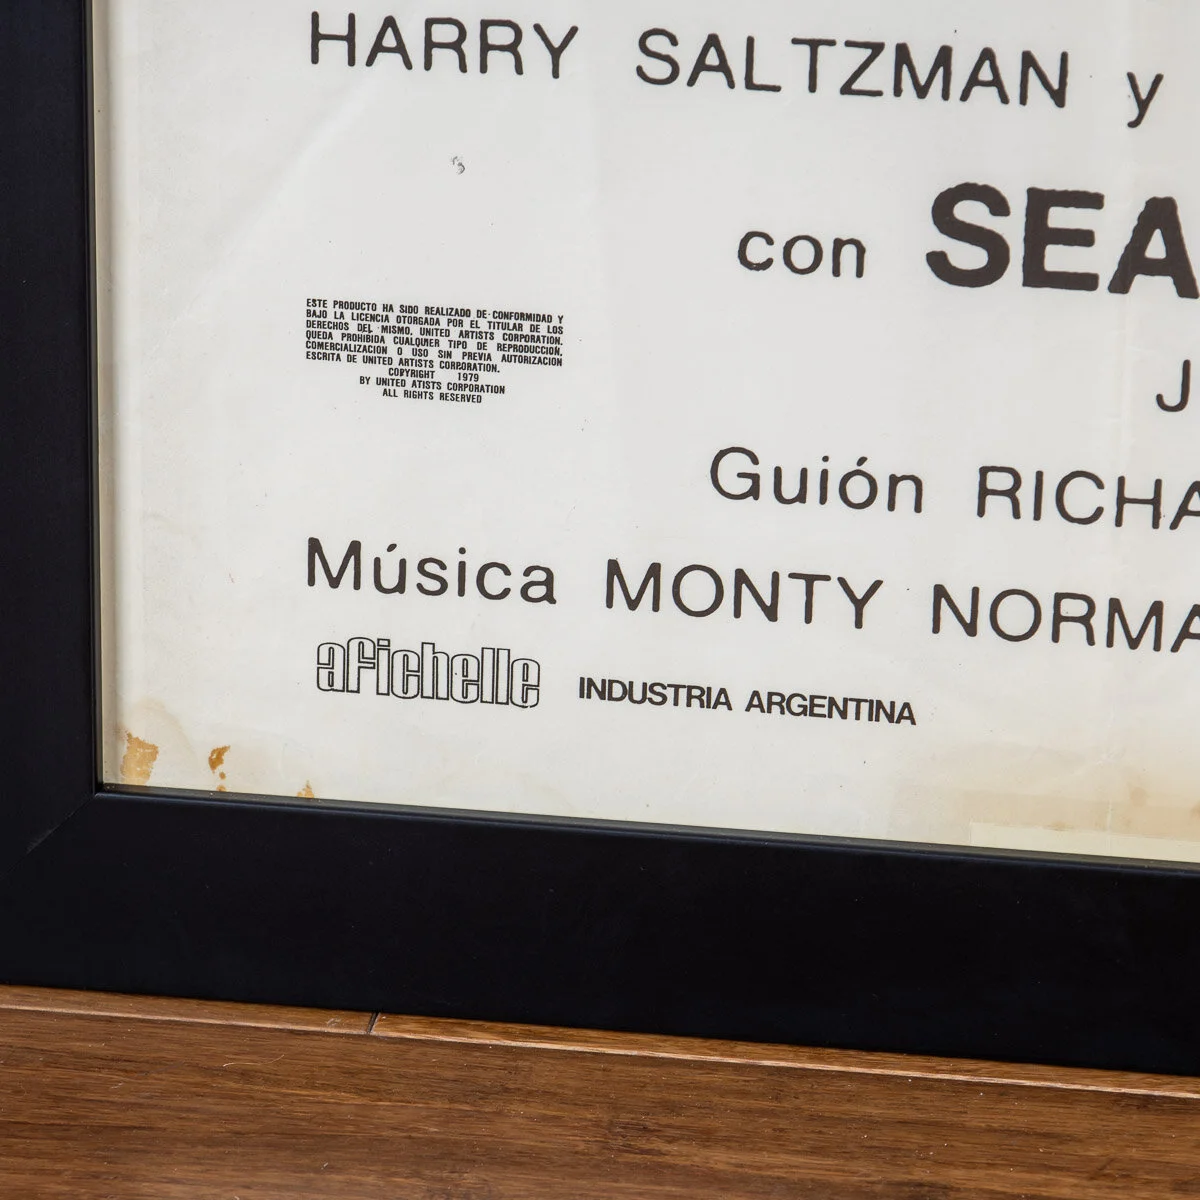 HARRY SALTZMAN y
con SEA
ESTE PRODUCTO HA SIDO REALIZADO DE CONFORMIDAD Y
BAJO LA LICENCIA OTORGADA POR EL TITULAR DE LOS
DERECHOS DEL MISMO, UNITED ARTISTS CORPORATION.
QUEDA PROHIBIDA CUALQUIER TIPO DE REPRODUCCIÓN,
COMERCIALIZACION O USO SIN PREVIA AUTORIZACION
ESCRITA DE UNITED ARTISTS CORPORATION.
COPYRIGHT 1979
BY UNITED ATISTS CORPORATION
ALL RIGHTS RESERVED
J
Guión RICHA
Música MONTY NORMA
afichelle INDUSTRIA ARGENTINA